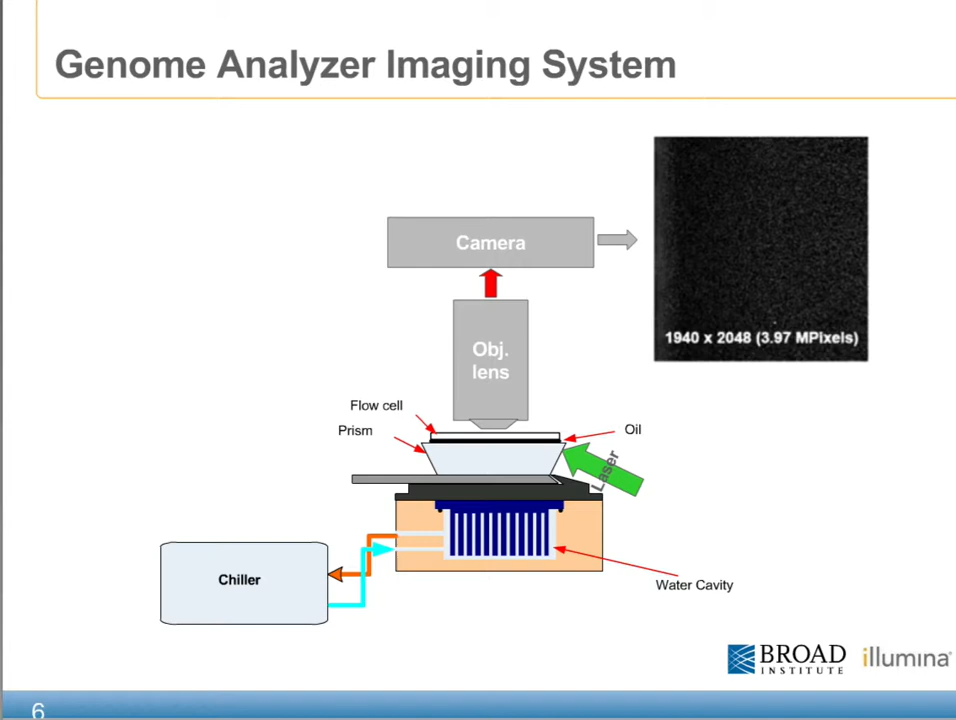 Genome Analyzer Imaging System
Camera
1940 x 2048 (3.97 MPixels)
Obj.
lens
Flow cell
Prism
Oil
Laser
Chiller
Water Cavity
BROAD
INSTITUTE
illumina®
6